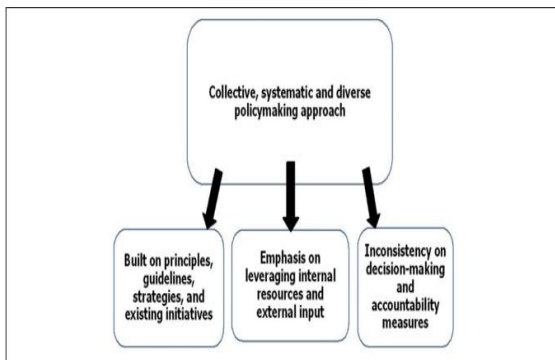 Collective, systematic and diverse
policymaking approach
Built on principles,
guidelines,
strategies, and
existing initiatives
Emphasis on
leveraging internal
resources and
external input
Inconsistency on
decision-making
and
accountability
measures